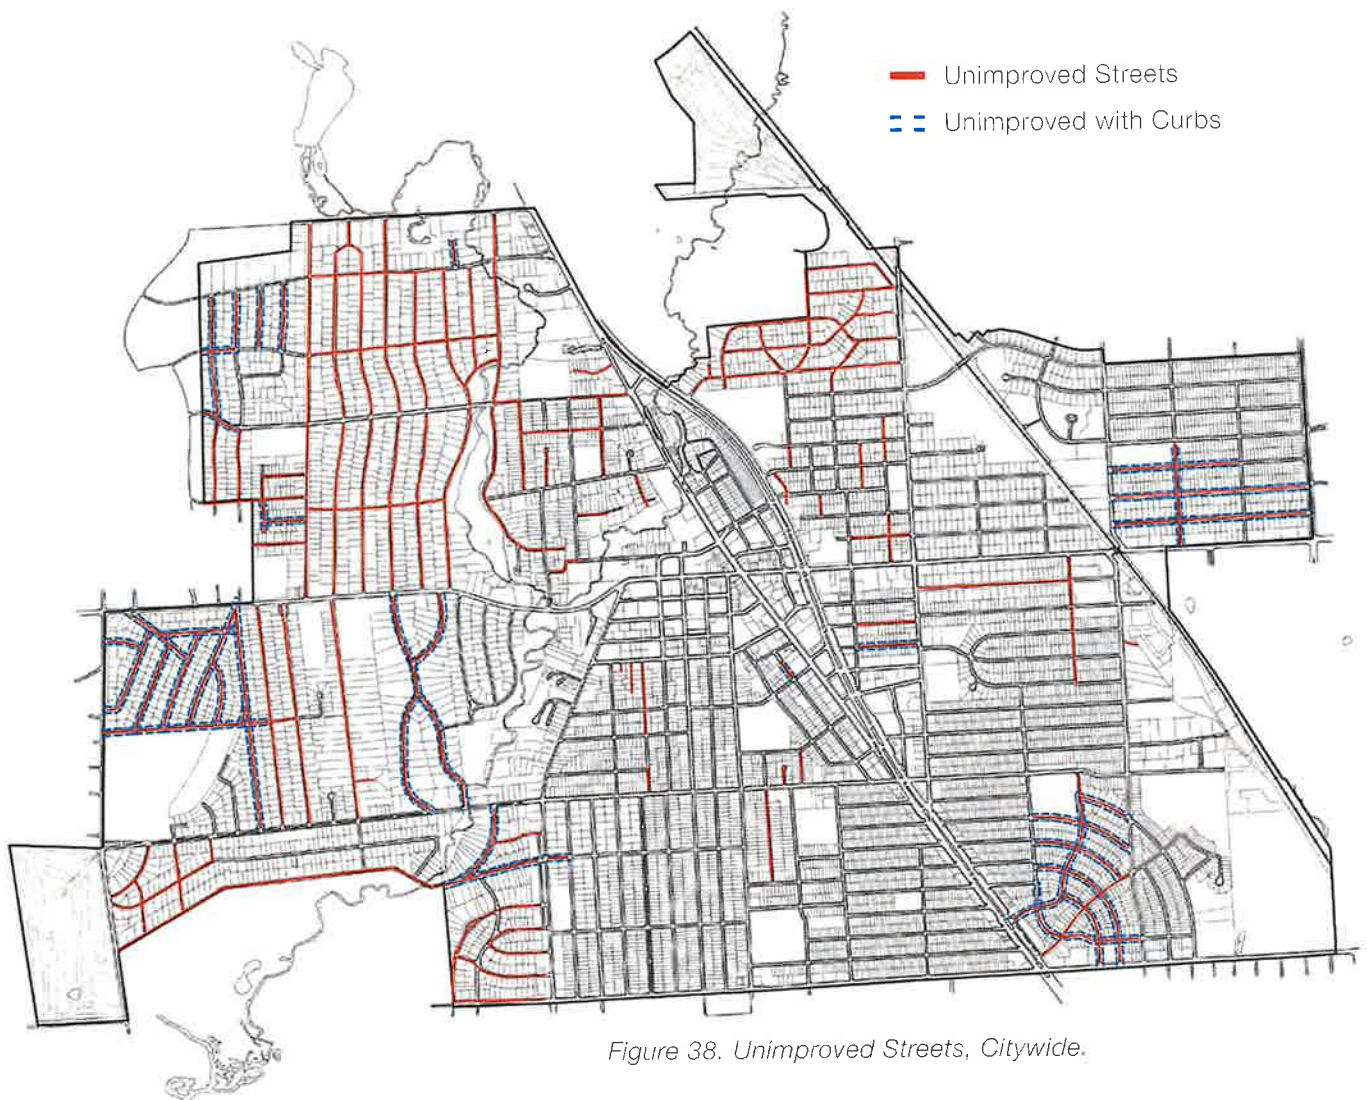 Unimproved Streets
Unimproved with Curbs
Figure 38. Unimproved Streets, Citywide.